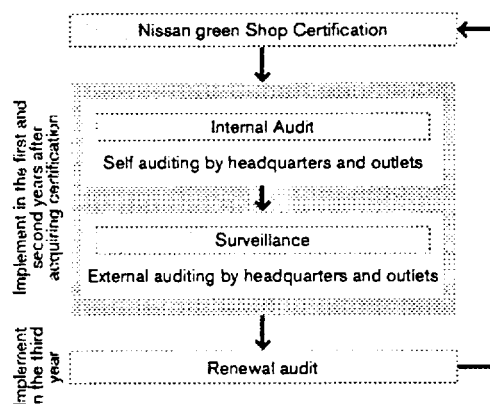 Nissan green Shop Certification
Implement in the first and
second years after
acquiring certification
Internal Audit
Self auditing by headquarters and outlets
Surveillance
External auditing by headquarters and outlets
Implement
in the third
year
Renewal audit